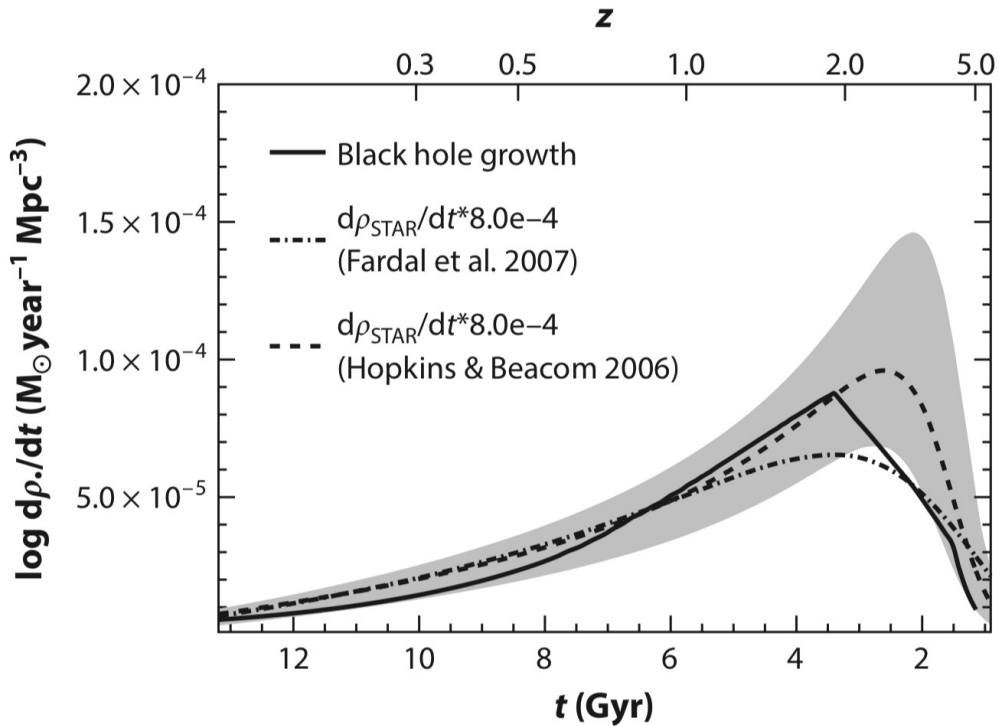 z
0.3 0.5 1.0 2.0 5.0
2.0 × 10⁻⁴
1.5 × 10⁻⁴
1.0 × 10⁻⁴
5.0 × 10⁻⁵
log dρ•/dt (M☉year⁻¹ Mpc⁻³)
Black hole growth
dρSTAR/dt*8.0e–4
(Fardal et al. 2007)
dρSTAR/dt*8.0e–4
(Hopkins & Beacom 2006)
12 10 8 6 4 2
t (Gyr)